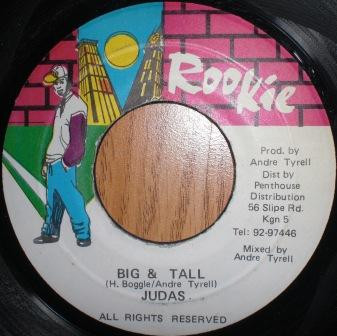 Rookie
Prod. by
Andre Tyrell
Dist by
Penthouse
Distribution
56 Slipe Rd.
Kgn 5
Tel: 92-97446
Mixed by
Andre Tyrell
BIG & TALL
(H. Boggle/Andre Tyrell)
JUDAS
ALL RIGHTS RESERVED